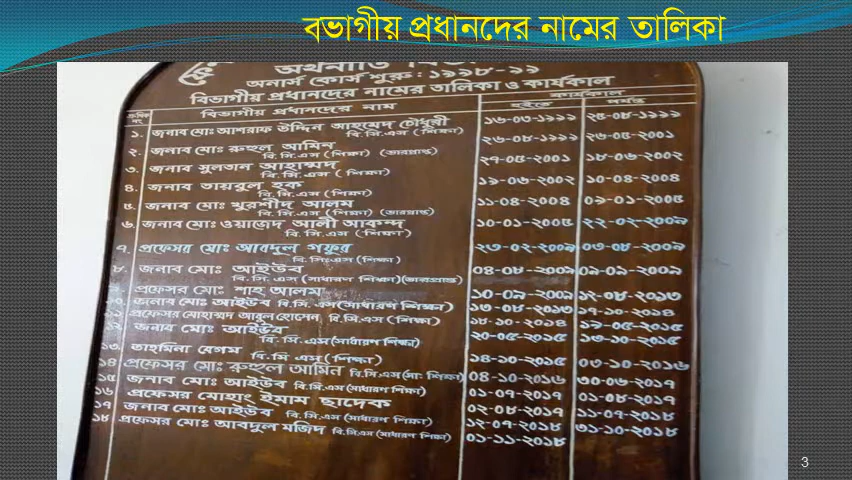 বভাগীয় প্রধানদের নামের তালিকা
অনার্স কোর্স শুরু : ১৯৯৮-৯৯
বিভাগীয় প্রধানদের নামের তালিকা ও কার্যকাল
ক্রমিক নং বিভাগীয় প্রধানদের নাম কার্যকাল
হইতে পর্যন্ত
১. জনাব মোঃ আশরাফ উদ্দিন আহমেদ চৌধুরী ১৬-০৩-১৯৯৯ ২৫-০৮-১৯৯৯
বি.সি.এস (শিক্ষা)
২. জনাব মোঃ রুহুল আমিন ২৬-০৮-১৯৯৯ ২৬-০৫-২০০১
বি.সি.এস (শিক্ষা) (ভারপ্রাপ্ত)
৩. জনাব সুলতান আহাম্মদ ২৭-০৫-২০০১ ১৮-০৬-২০০২
বি.সি.এস (শিক্ষা)
৪. জনাব তায়বুল হক ১৯-০৬-২০০২ ১০-০৪-২০০৪
বি.সি.এস (শিক্ষা)
৫. জনাব মোঃ খুরশীদ আলম ১১-০৪-২০০৪ ০৯-০১-২০০৫
বি.সি.এস (শিক্ষা) (ভারপ্রাপ্ত)
৬. জনাব মোঃ ওয়াজেদ আলী আকন্দ ১০-০১-২০০৫ ২২-০২-২০০৯
বি.সি.এস (শিক্ষা)
৭. প্রফেসর মোঃ আবদুল গফুর ২৩-০২-২০০৯ ০৩-০৮-২০০৯
বি.সি.এস (শিক্ষা)
৮. জনাব মোঃ আইউব ০৪-০৮-২০০৯ ০৯-০৯-২০০৯
বি.সি.এস (সাধারণ শিক্ষা) (ভারপ্রাপ্ত)
৯. প্রফেসর মোঃ শাহ আলম ১০-০৯-২০০৯ ১২-০৮-২০১৩
১০. জনাব মোঃ আইউব বি.সি.এস (সাধারণ শিক্ষা) ১৩-০৮-২০১৩ ১৭-১০-২০১৪
১১. প্রফেসর মোহাম্মদ আবুল হোসেন, বি.সি.এস (শিক্ষা) ১৮-১০-২০১৪ ১৯-০৫-২০১৫
১২. জনাব মোঃ আইউব ২০-০৫-২০১৫ ১৩-১০-২০১৫
বি.সি.এস (সাধারণ শিক্ষা)
১৩. তাহমিনা বেগম বি.সি.এস (শিক্ষা) ১৪-১০-২০১৫ ০৩-১০-২০১৬
১৪. প্রফেসর মোঃ রুহুল আমিন বি.সি.এস (সাঃ শিক্ষা) ০৪-১০-২০১৬ ৩০-০৬-২০১৭
১৫ জনাব মোঃ আইউব বি.সি.এস (সাধারণ শিক্ষা) ০১-০৭-২০১৭ ০১-০৮-২০১৭
১৬ প্রফেসর মোহাং ইমাম ছাদেক ০২-০৮-২০১৭ ১১-০৭-২০১৮
১৭ জনাব মোঃ আইউব বি.সি.এস (সাধারণ শিক্ষা) ১২-০৭-২০১৮ ৩১-১০-২০১৮
১৮ প্রফেসর মোঃ আবদুল মজিদ বি.সি.এস (সাধারণ শিক্ষা) ০১-১১-২০১৮
3